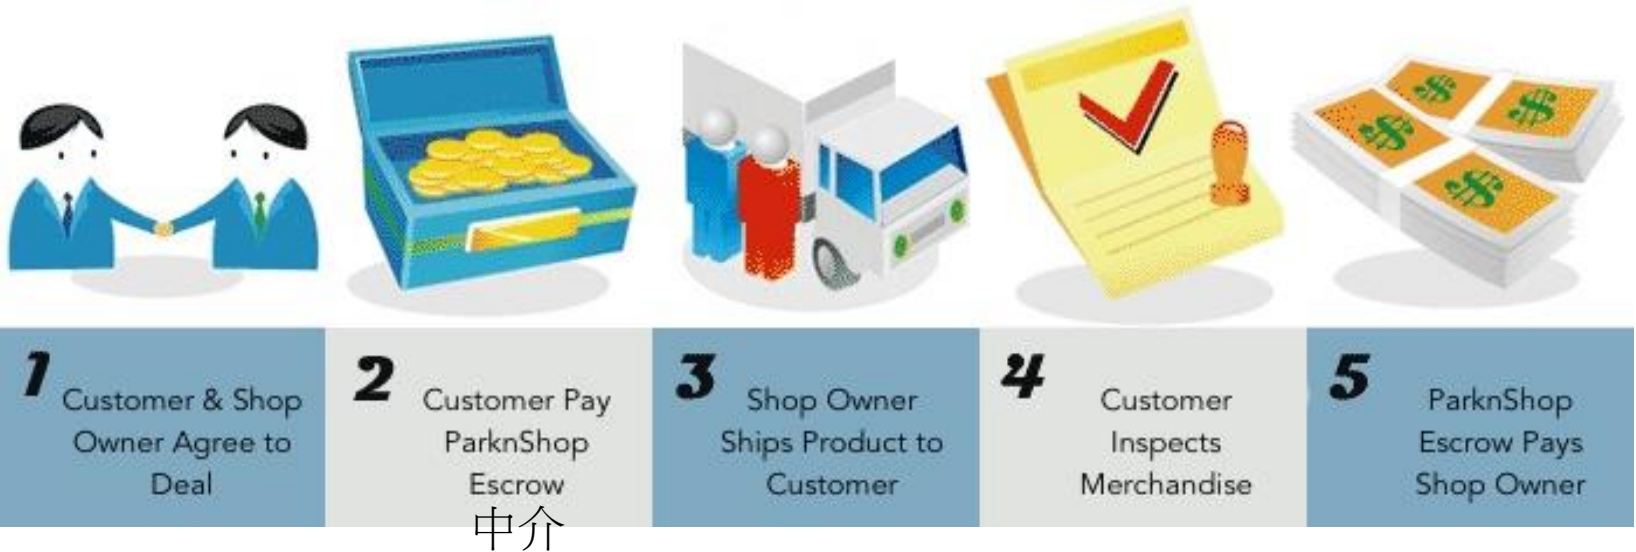 1
Customer & Shop
Owner Agree to
Deal
2
Customer Pay
ParknShop
Escrow
中介
3
Shop Owner
Ships Product to
Customer
4
Customer
Inspects
Merchandise
5
ParknShop
Escrow Pays
Shop Owner
$
$
$
$